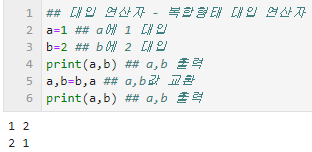 1 ## 대입 연산자 - 복합형태 대입 연산자
2 a=1 ## a에 1 대입
3 b=2 ## b에 2 대입
4 print(a,b) ## a,b 출력
5 a,b=b,a ## a,b값 교환
6 print(a,b) ## a,b 출력
1 2
2 1